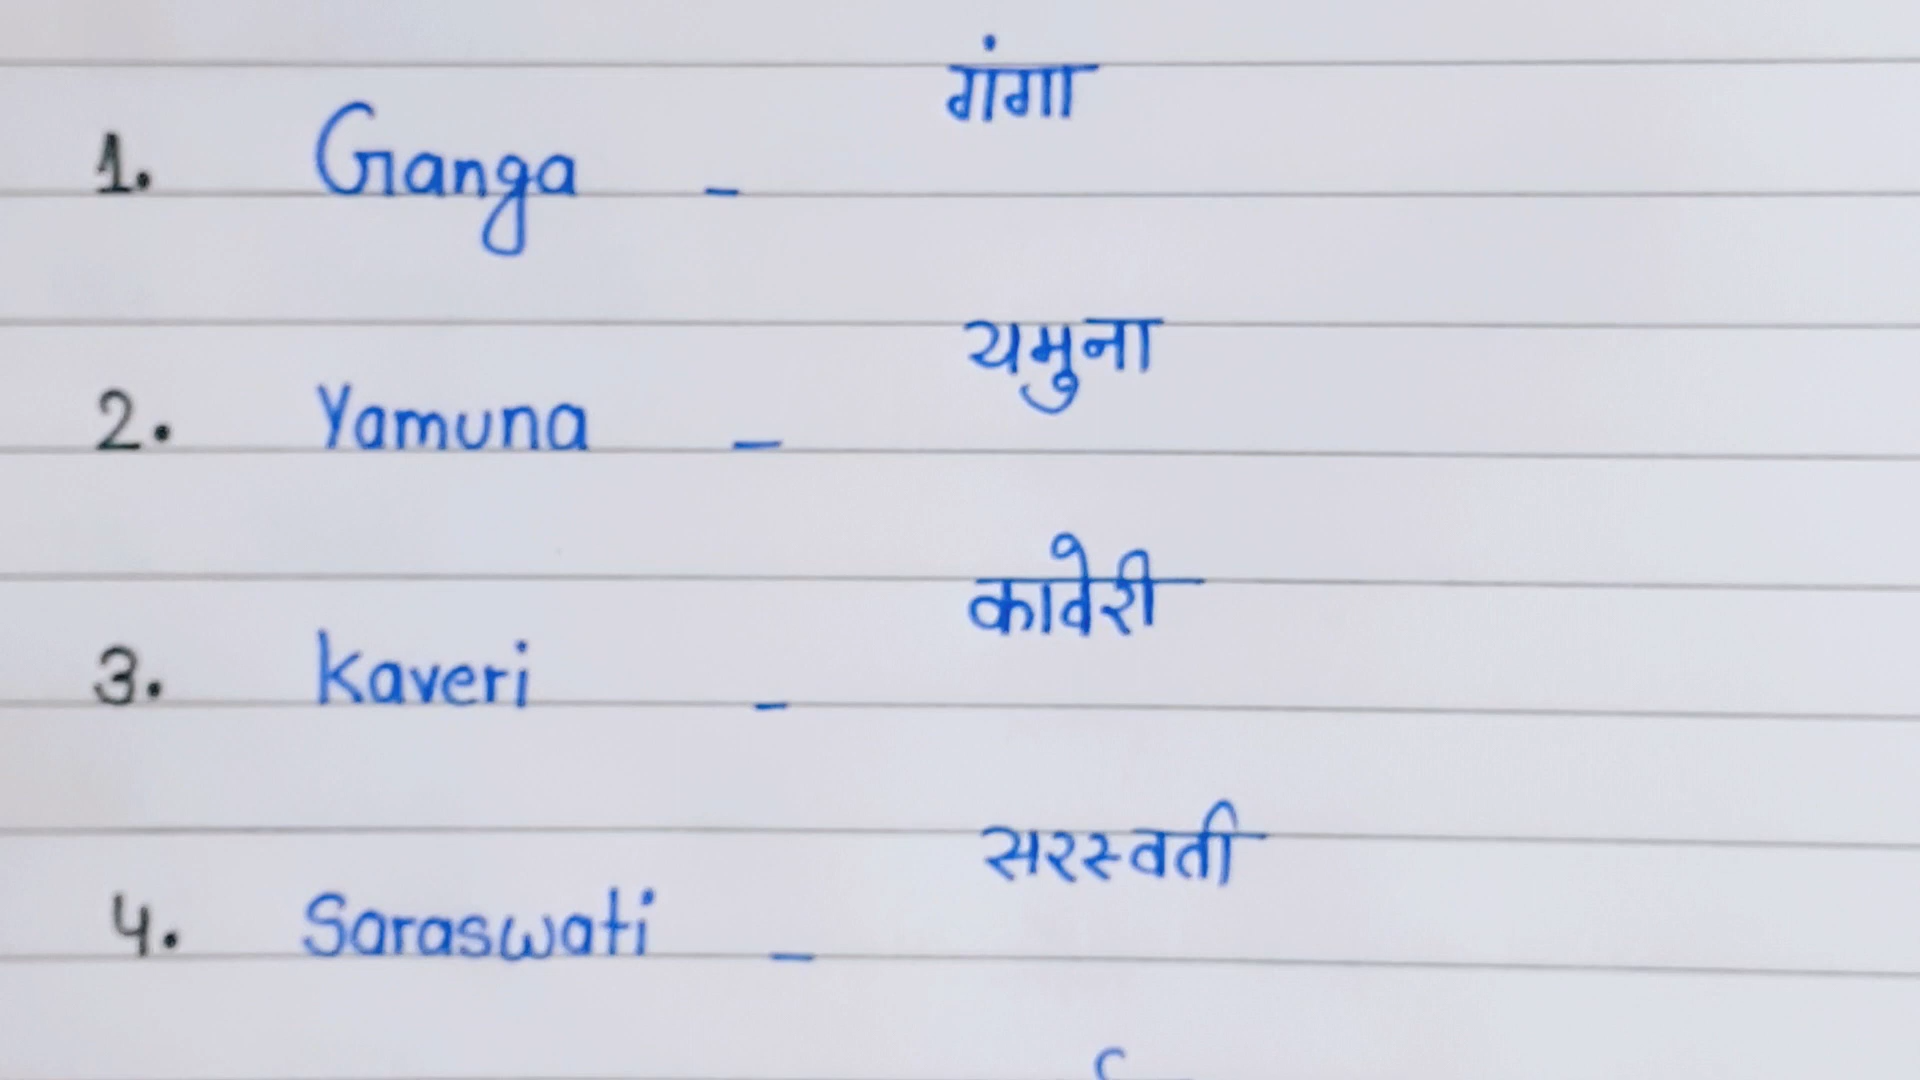 1. Ganga - गंगा
2. Yamuna - यमुना
3. Kaveri - कावेरी
4. Saraswati - सरस्वती